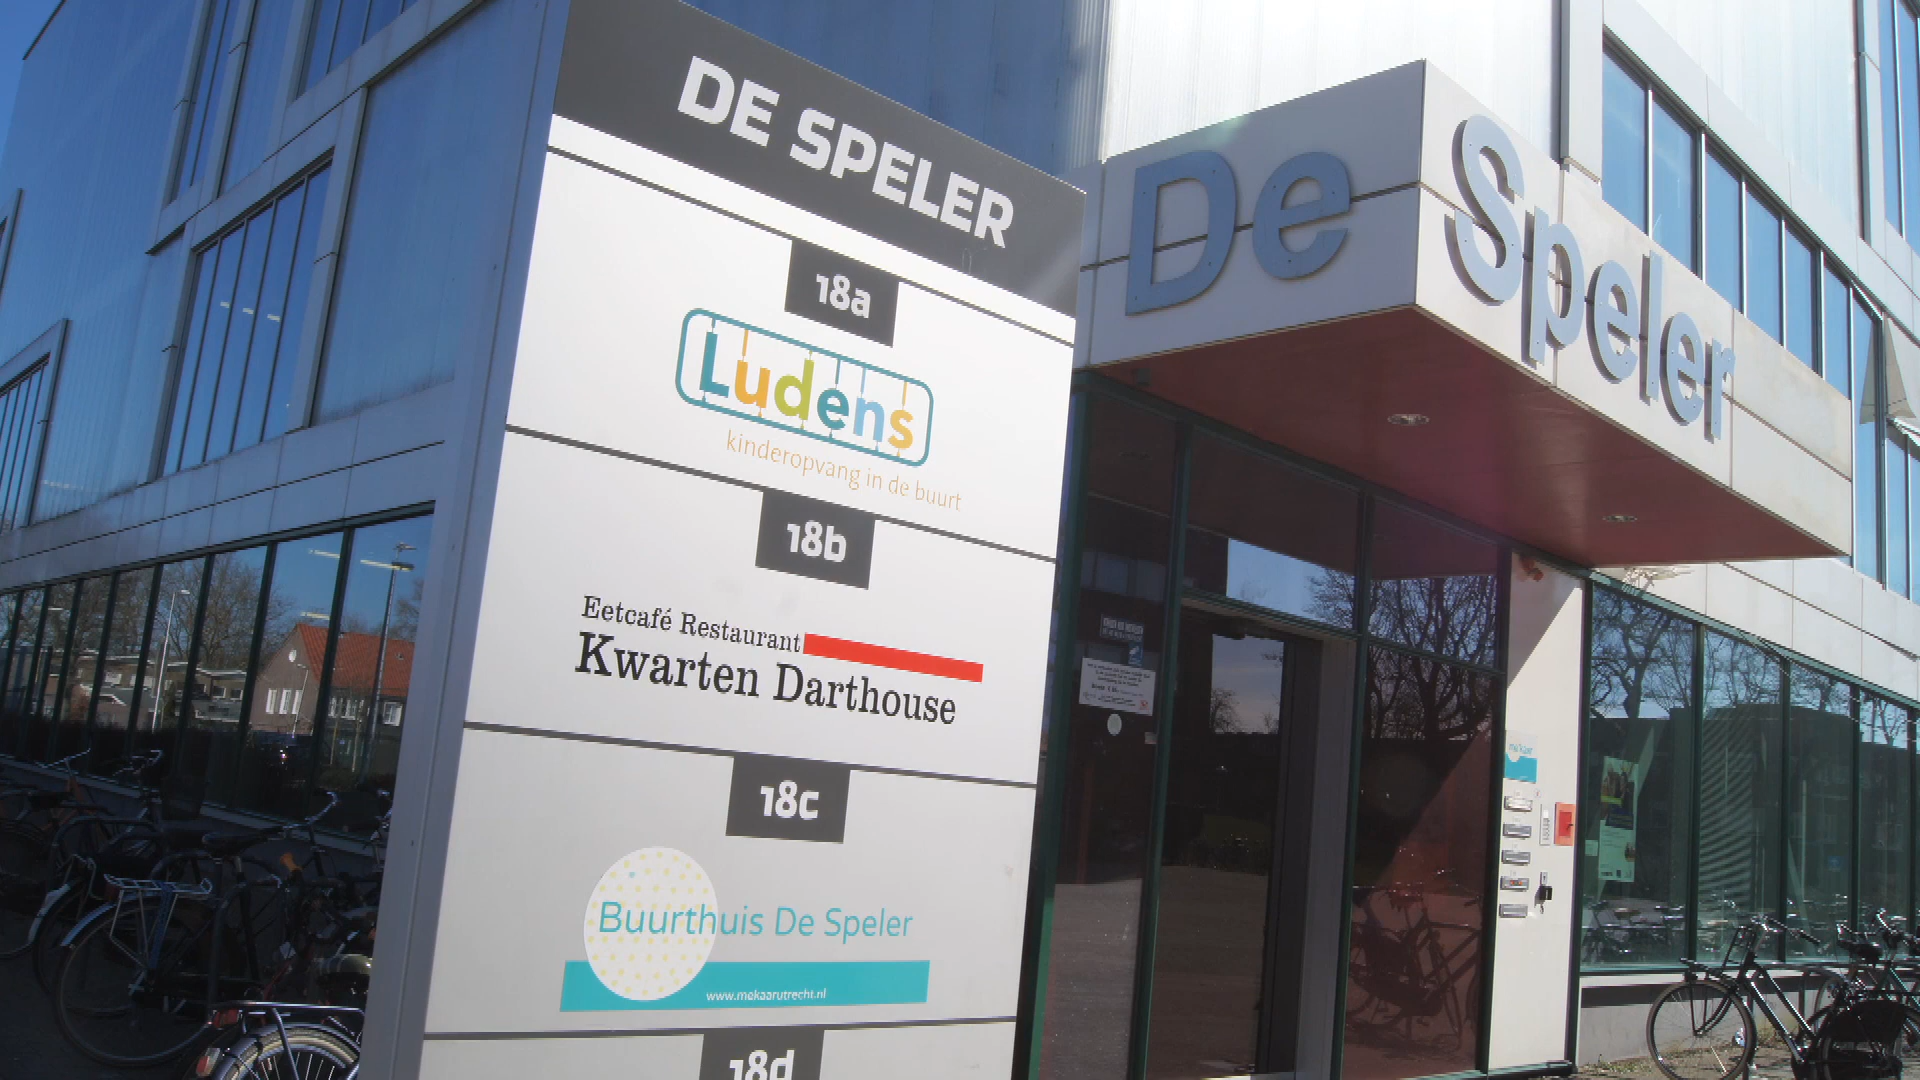 DE SPELER
18a
Ludens
kinderopvang in de buurt
18b
Eetcafé Restaurant
Kwarten Darthouse
18c
Buurthuis De Speler
www.mekaarutrecht.nl
18d
De Speler